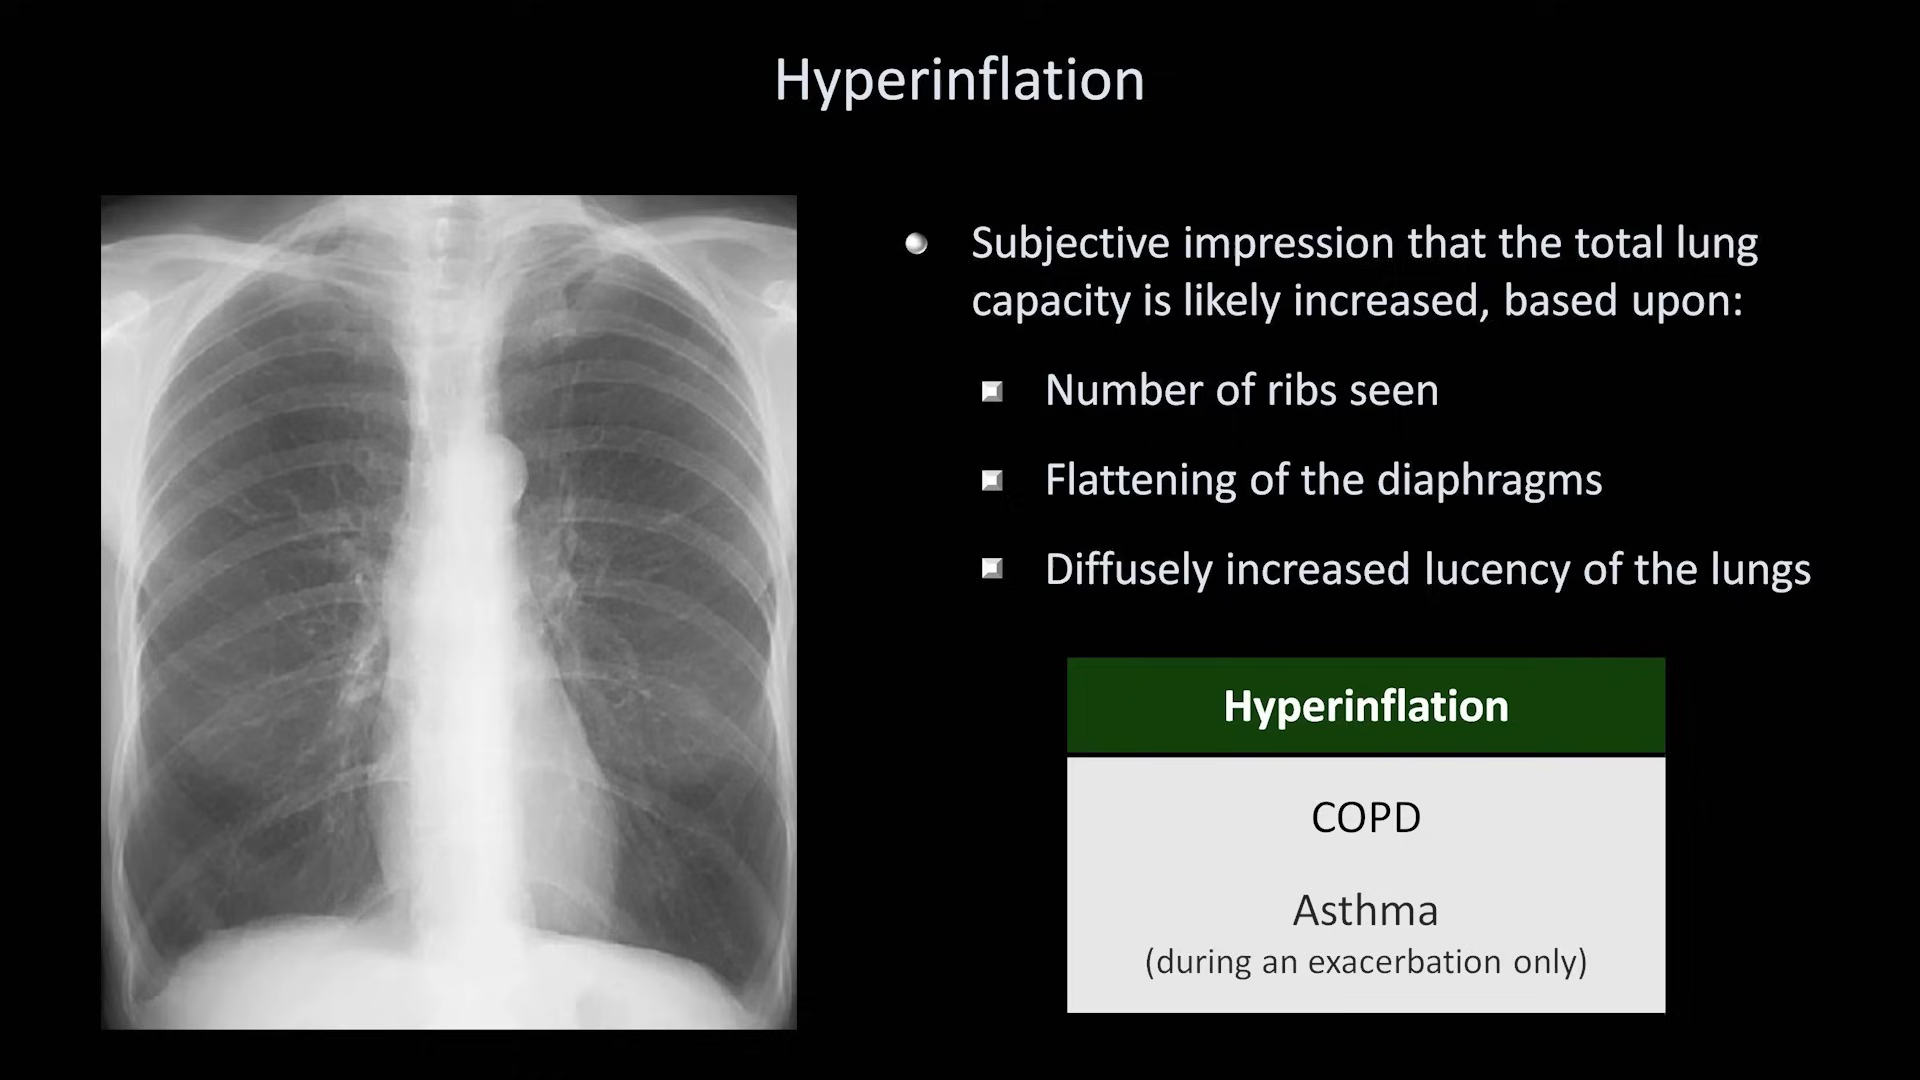 Hyperinflation
Subjective impression that the total lung
capacity is likely increased, based upon:
Number of ribs seen
Flattening of the diaphragms
Diffusely increased lucency of the lungs
Hyperinflation
COPD
Asthma
(during an exacerbation only)